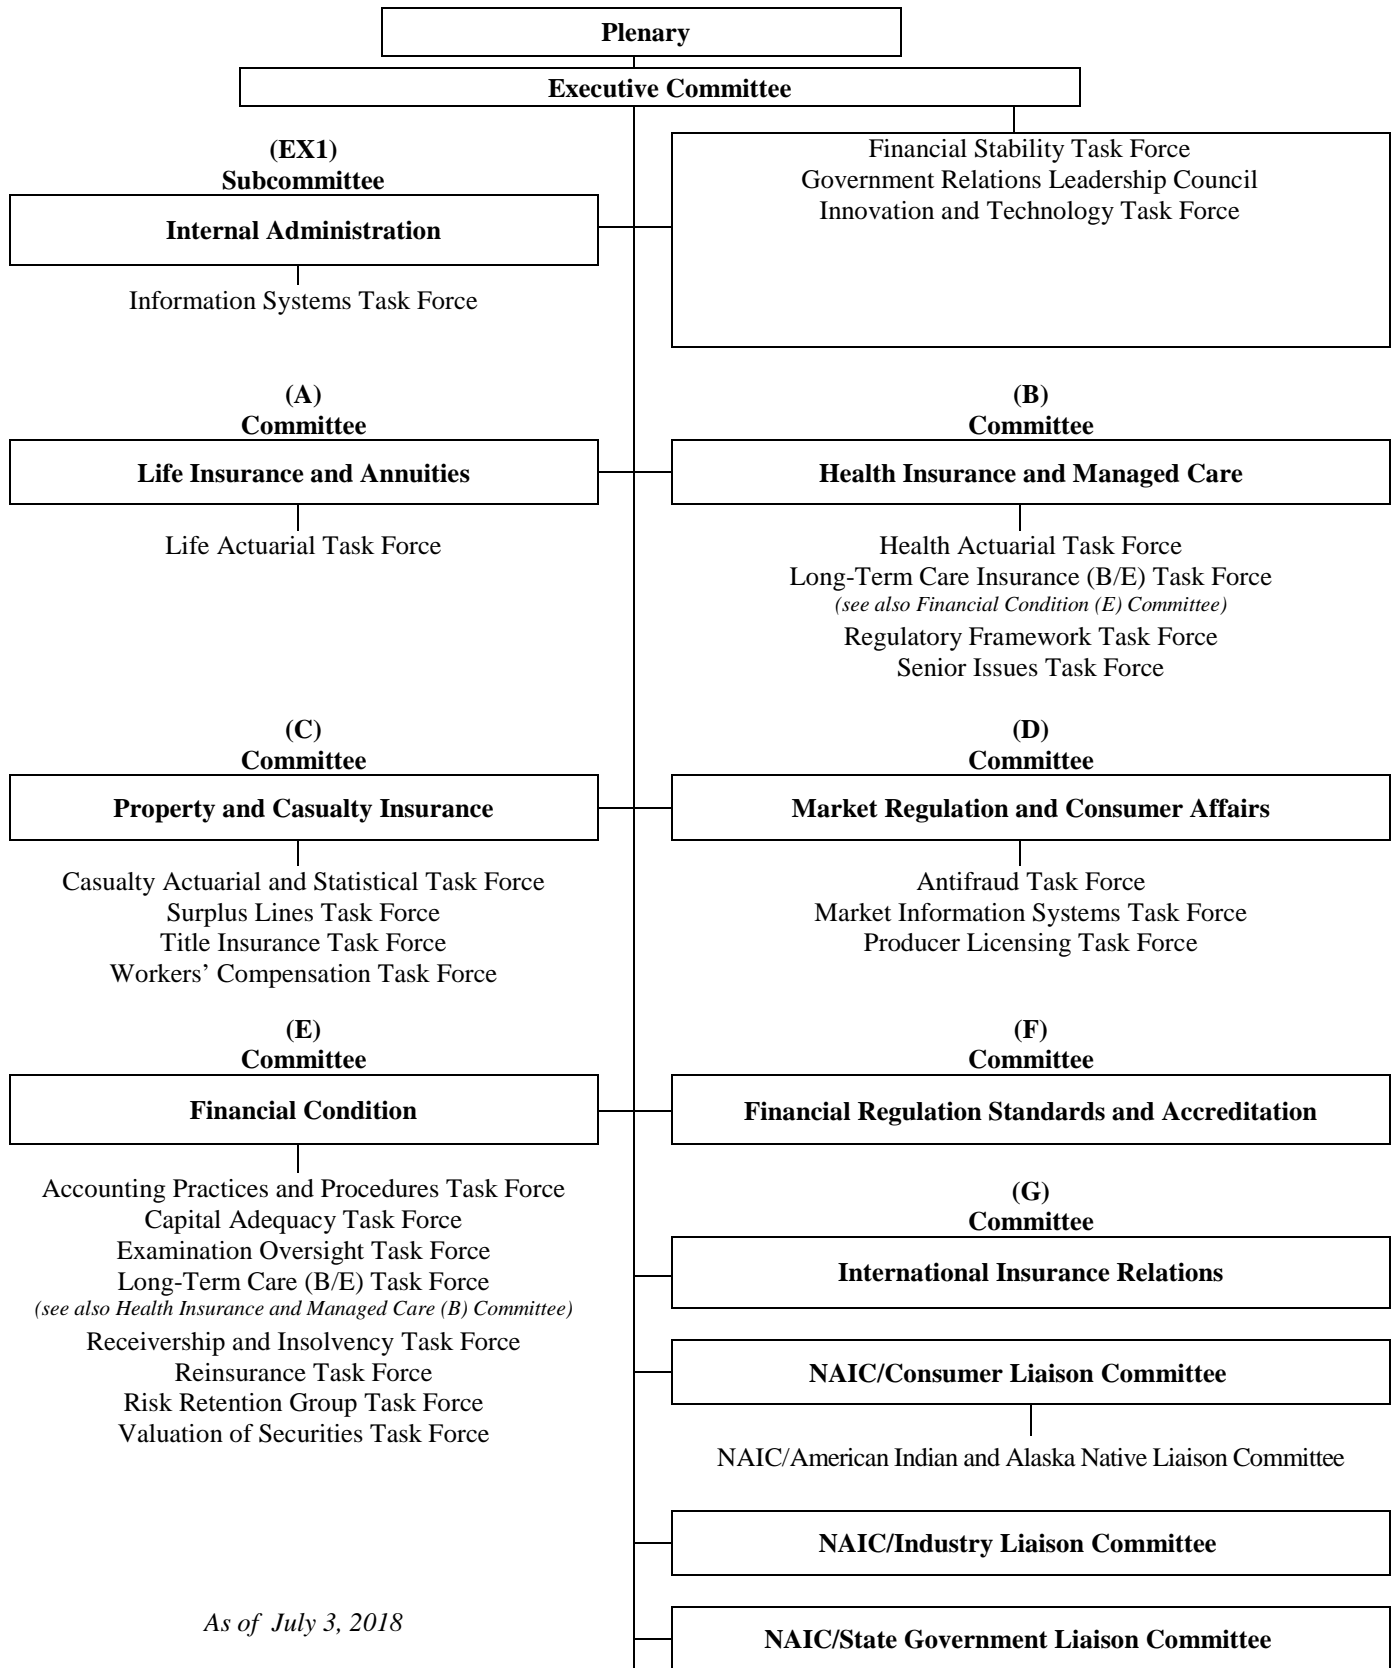 Plenary
Executive Committee
(EX1)
Subcommittee
Internal Administration
Information Systems Task Force
Financial Stability Task Force
Government Relations Leadership Council
Innovation and Technology Task Force
(A)
Committee
Life Insurance and Annuities
Life Actuarial Task Force
(B)
Committee
Health Insurance and Managed Care
Health Actuarial Task Force
Long-Term Care Insurance (B/E) Task Force
(see also Financial Condition (E) Committee)
Regulatory Framework Task Force
Senior Issues Task Force
(C)
Committee
Property and Casualty Insurance
Casualty Actuarial and Statistical Task Force
Surplus Lines Task Force
Title Insurance Task Force
Workers’ Compensation Task Force
(D)
Committee
Market Regulation and Consumer Affairs
Antifraud Task Force
Market Information Systems Task Force
Producer Licensing Task Force
(E)
Committee
Financial Condition
Accounting Practices and Procedures Task Force
Capital Adequacy Task Force
Examination Oversight Task Force
Long-Term Care (B/E) Task Force
(see also Health Insurance and Managed Care (B) Committee)
Receivership and Insolvency Task Force
Reinsurance Task Force
Risk Retention Group Task Force
Valuation of Securities Task Force
(F)
Committee
Financial Regulation Standards and Accreditation
(G)
Committee
International Insurance Relations
NAIC/Consumer Liaison Committee
NAIC/American Indian and Alaska Native Liaison Committee
NAIC/Industry Liaison Committee
NAIC/State Government Liaison Committee
As of July 3, 2018